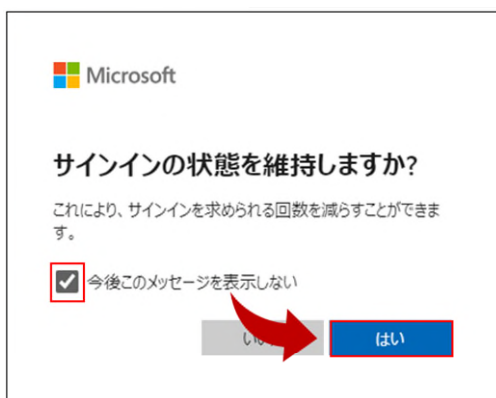 Microsoft
サインインの状態を維持しますか?
これにより、サインインを求められる回数を減らすことができま
す。
今後このメッセージを表示しない
はい